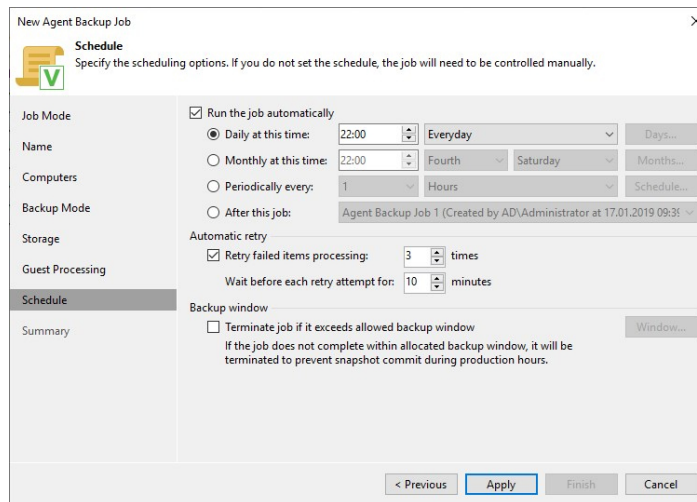 New Agent Backup Job
Schedule
Specify the scheduling options. If you do not set the schedule, the job will need to be controlled manually.
V
Job Mode
Name
Computers
Backup Mode
Storage
Guest Processing
Schedule
Summary
Run the job automatically
Daily at this time: 22:00 Everyday Days...
Monthly at this time: 22:00 Fourth Saturday Months...
Periodically every: 1 Hours Schedule...
After this job: Agent Backup Job 1 (Created by AD\Administrator at 17.01.2019 09:39
Automatic retry
Retry failed items processing: 3 times
Wait before each retry attempt for: 10 minutes
Backup window
Terminate job if it exceeds allowed backup window Window...
If the job does not complete within allocated backup window, it will be
terminated to prevent snapshot commit during production hours.
< Previous Apply Finish Cancel